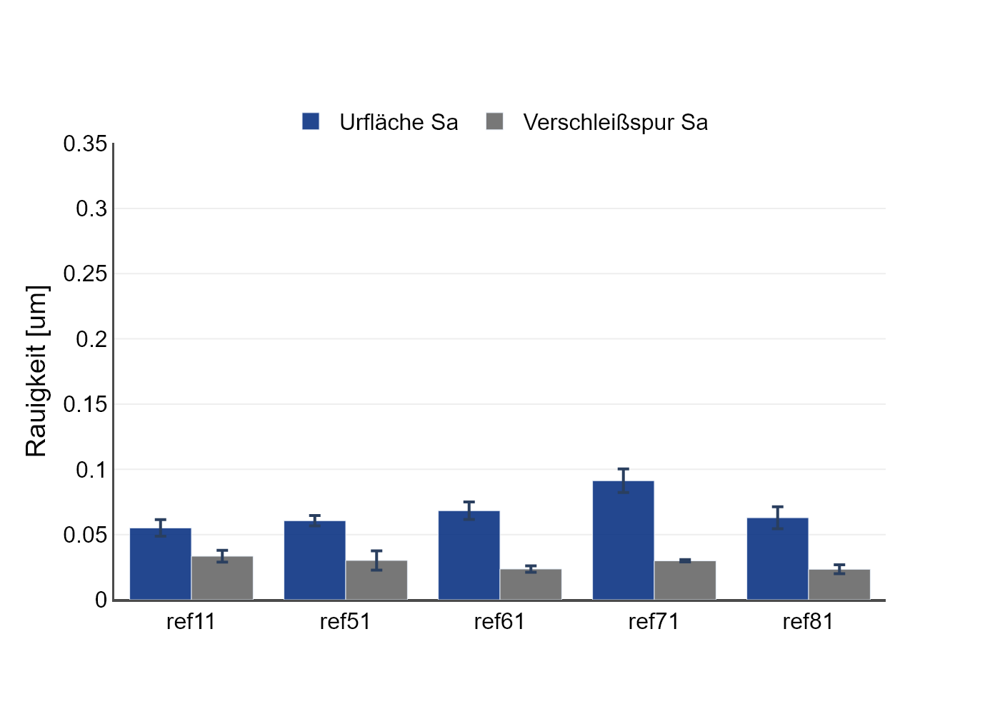 Urfläche Sa
Verschleißspur Sa
0.35
0.3
0.25
0.2
0.15
0.1
0.05
0
Rauigkeit [um]
ref11
ref51
ref61
ref71
ref81